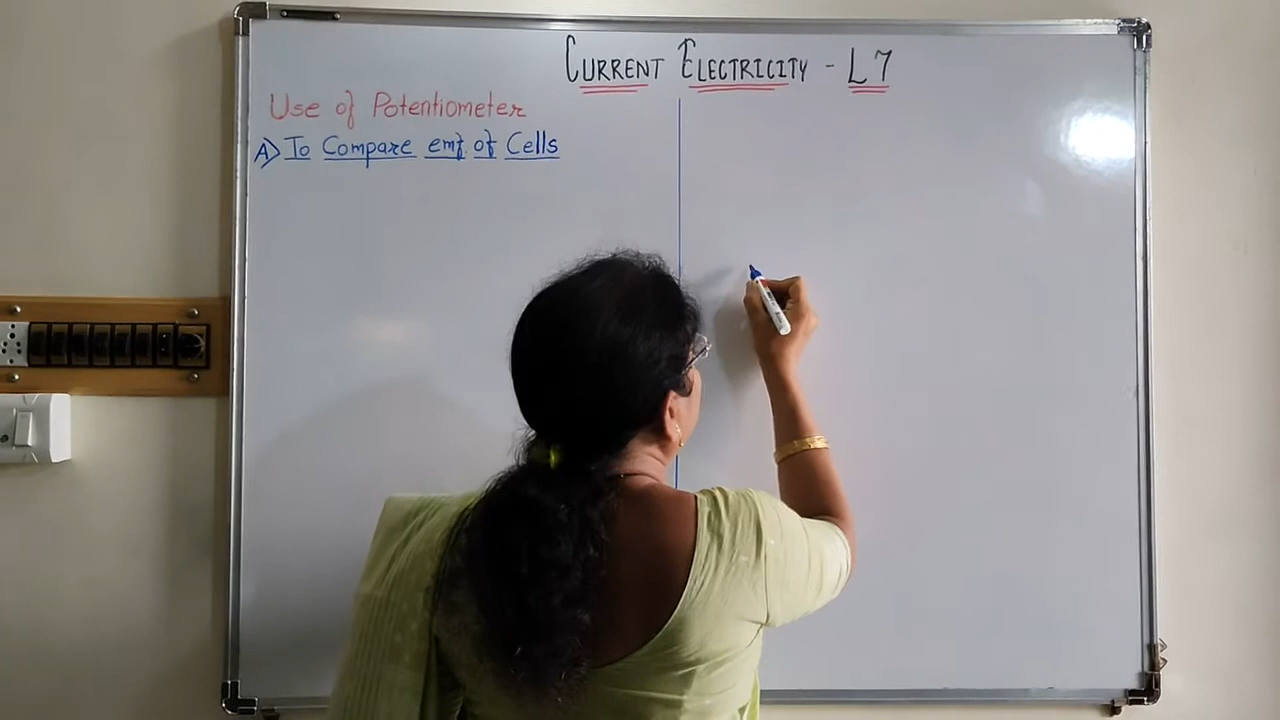 CURRENT ELECTRICITY - L7
Use of Potentiometer
A) To Compare emf of Cells